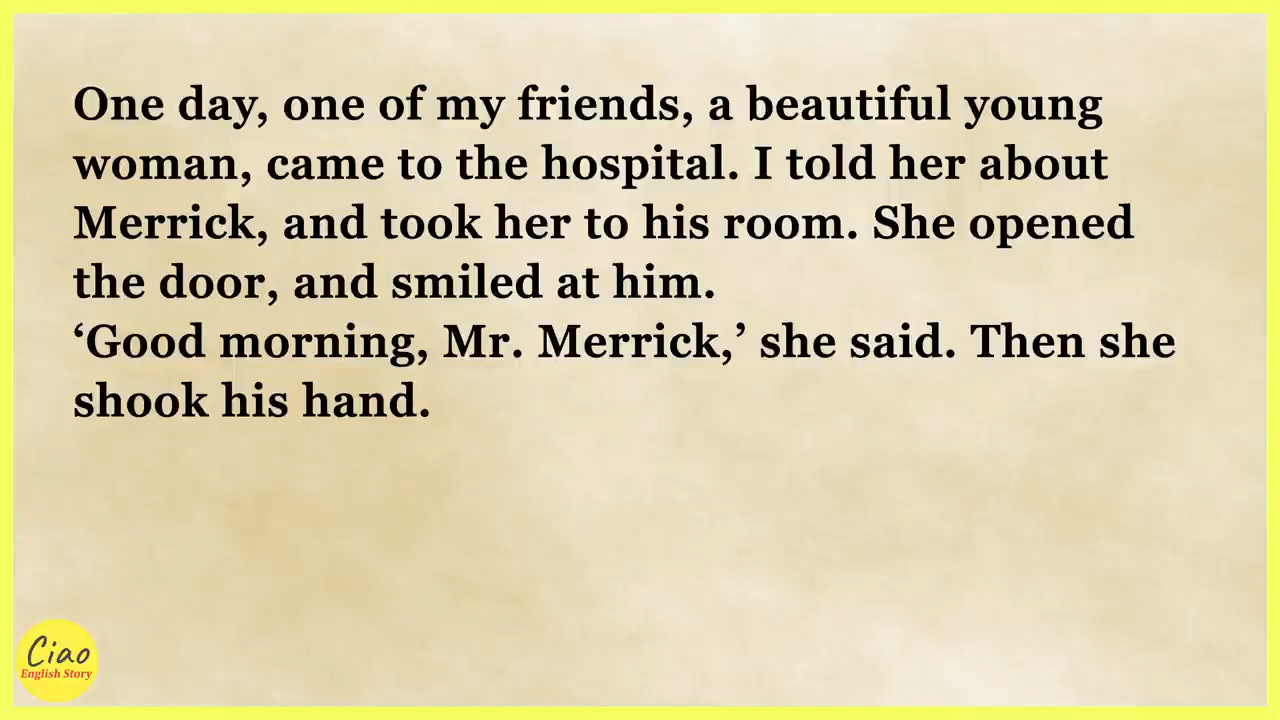 One day, one of my friends, a beautiful young
woman, came to the hospital. I told her about
Merrick, and took her to his room. She opened
the door, and smiled at him.
‘Good morning, Mr. Merrick,’ she said. Then she
shook his hand.
Ciao
English Story